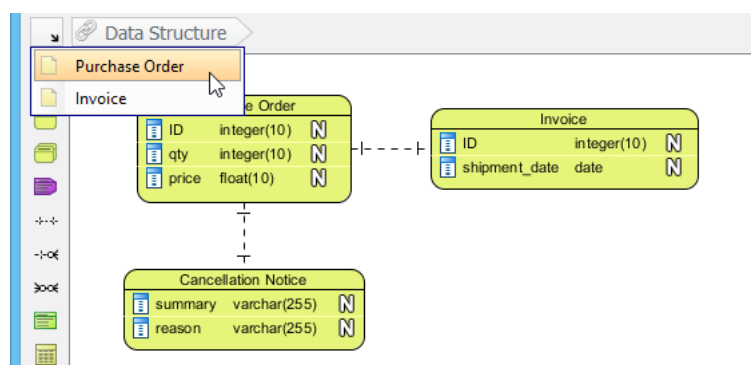 Data Structure
Purchase Order
Invoice
e Order
ID integer(10) N
qty integer(10) N
price float(10) N
Invoice
ID integer(10) N
shipment_date date N
Cancellation Notice
summary varchar(255) N
reason varchar(255) N